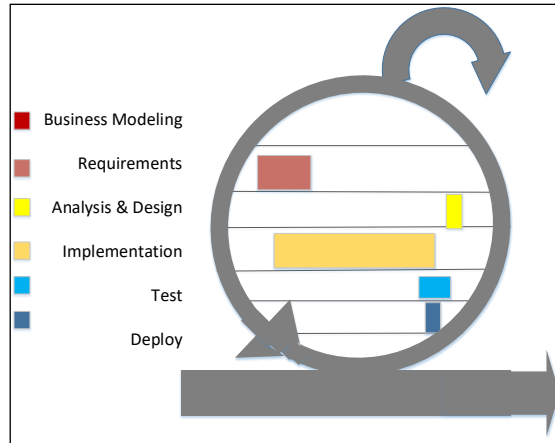 Business Modeling
Requirements
Analysis & Design
Implementation
Test
Deploy